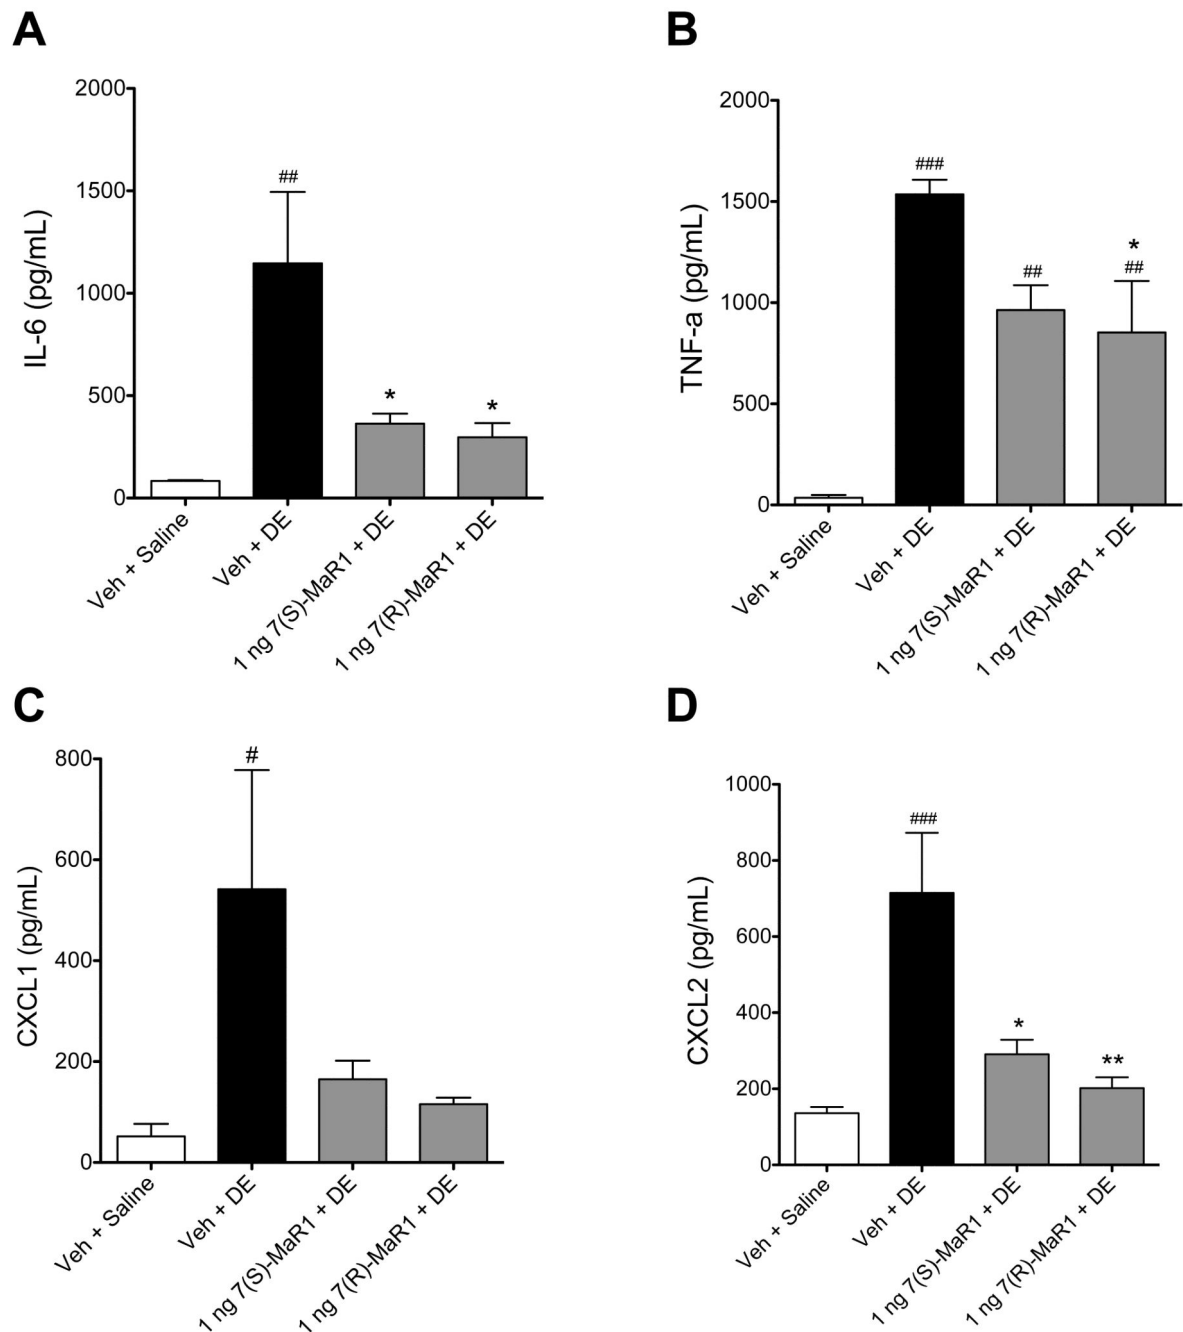 A
IL-6 (pg/mL)
2000
1500
1000
500
0
##
*
*
Veh + Saline
Veh + DE
1 ng 7(S)-MaR1 + DE
1 ng 7(R)-MaR1 + DE
B
TNF-a (pg/mL)
2000
1500
1000
500
0
###
##
*
##
Veh + Saline
Veh + DE
1 ng 7(S)-MaR1 + DE
1 ng 7(R)-MaR1 + DE
C
CXCL1 (pg/mL)
800
600
400
200
0
#
Veh + Saline
Veh + DE
1 ng 7(S)-MaR1 + DE
1 ng 7(R)-MaR1 + DE
D
CXCL2 (pg/mL)
1000
800
600
400
200
0
###
*
**
Veh + Saline
Veh + DE
1 ng 7(S)-MaR1 + DE
1 ng 7(R)-MaR1 + DE